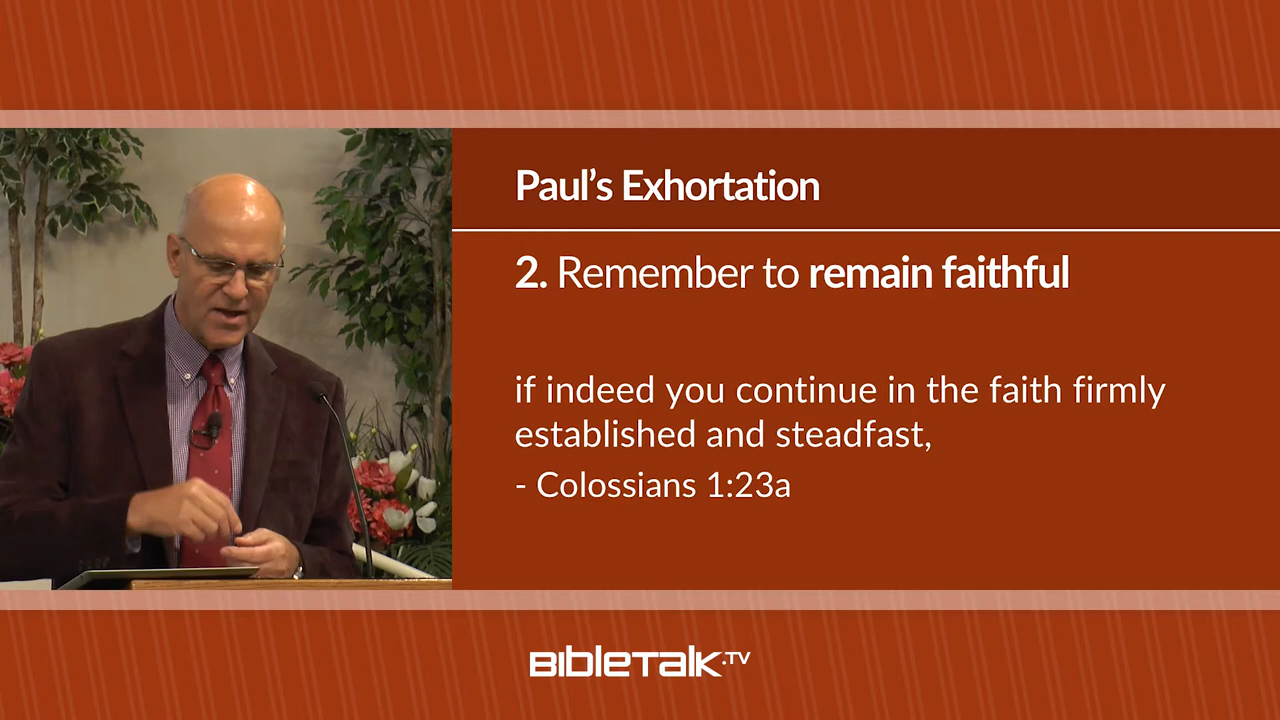 Paul’s Exhortation
2. Remember to remain faithful
if indeed you continue in the faith firmly
established and steadfast,
- Colossians 1:23a
BIBLETALK.TV